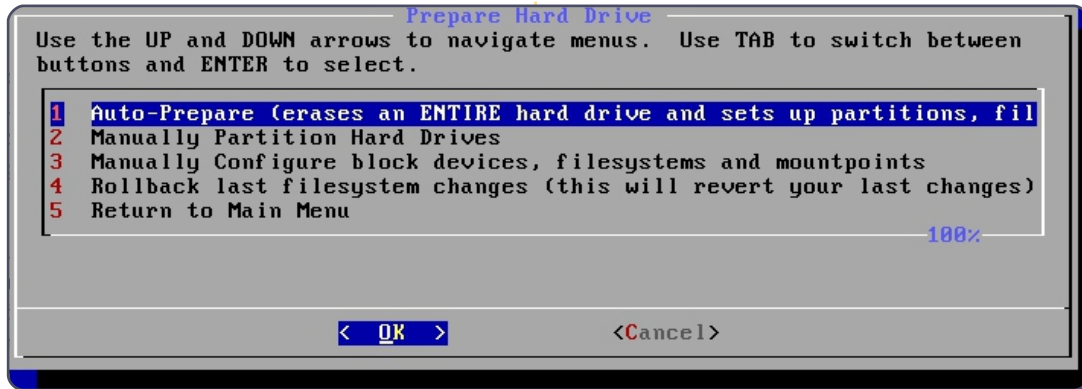 Prepare Hard Drive
Use the UP and DOWN arrows to navigate menus.  Use TAB to switch between
buttons and ENTER to select.
1  Auto-Prepare (erases an ENTIRE hard drive and sets up partitions, fil
2  Manually Partition Hard Drives
3  Manually Configure block devices, filesystems and mountpoints
4  Rollback last filesystem changes (this will revert your last changes)
5  Return to Main Menu
100%
<  OK  >  <Cancel>